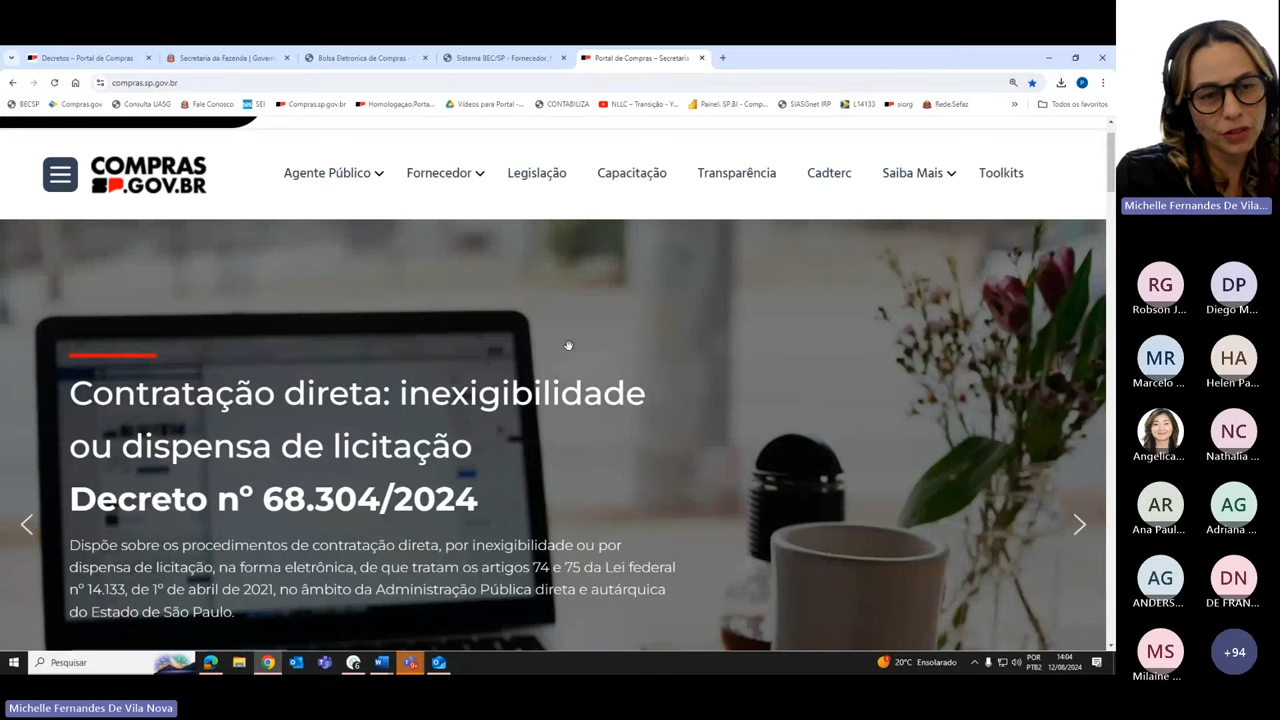 Decretos – Portal de Compras
Secretaria da Fazenda | Govern
Bolsa Eletronica de Compras -
Sistema BEC/SP - Fornecedor,
Portal de Compras – Secretaria
compras.sp.gov.br
BECSP
Compras.gov
Consulta UASG
Fale Conosco
SEI
Compras.sp.gov.br
Homologaçao.Porta...
Vídeos para Portal -...
CONTABILIZA
NLLC – Transição - Y...
Painel. SP.BI - Comp...
SIASGnet IRP
L14133
siorg
Rede.Sefaz
Todos os favoritos
COMPRAS
SP.GOV.BR
Agente Público
Fornecedor
Legislação
Capacitação
Transparência
Cadterc
Saiba Mais
Toolkits
Contratação direta: inexigibilidade
ou dispensa de licitação
Decreto nº 68.304/2024
Dispõe sobre os procedimentos de contratação direta, por inexigibilidade ou por
dispensa de licitação, na forma eletrônica, de que tratam os artigos 74 e 75 da Lei federal
nº 14.133, de 1º de abril de 2021, no âmbito da Administração Pública direta e autárquica
do Estado de São Paulo.
Pesquisar
20°C Ensolarado
POR
PTB2
14:04
12/08/2024
Michelle Fernandes De Vila Nova
Michelle Fernandes De Vila...
RG
Robson J...
DP
Diego M...
MR
Marcelo ...
HA
Helen Pa...
Angelica...
NC
Nathalia ...
AR
Ana Paul...
AG
Adriana ...
AG
ANDERS...
DN
DE FRAN...
MS
Milaine ...
+94